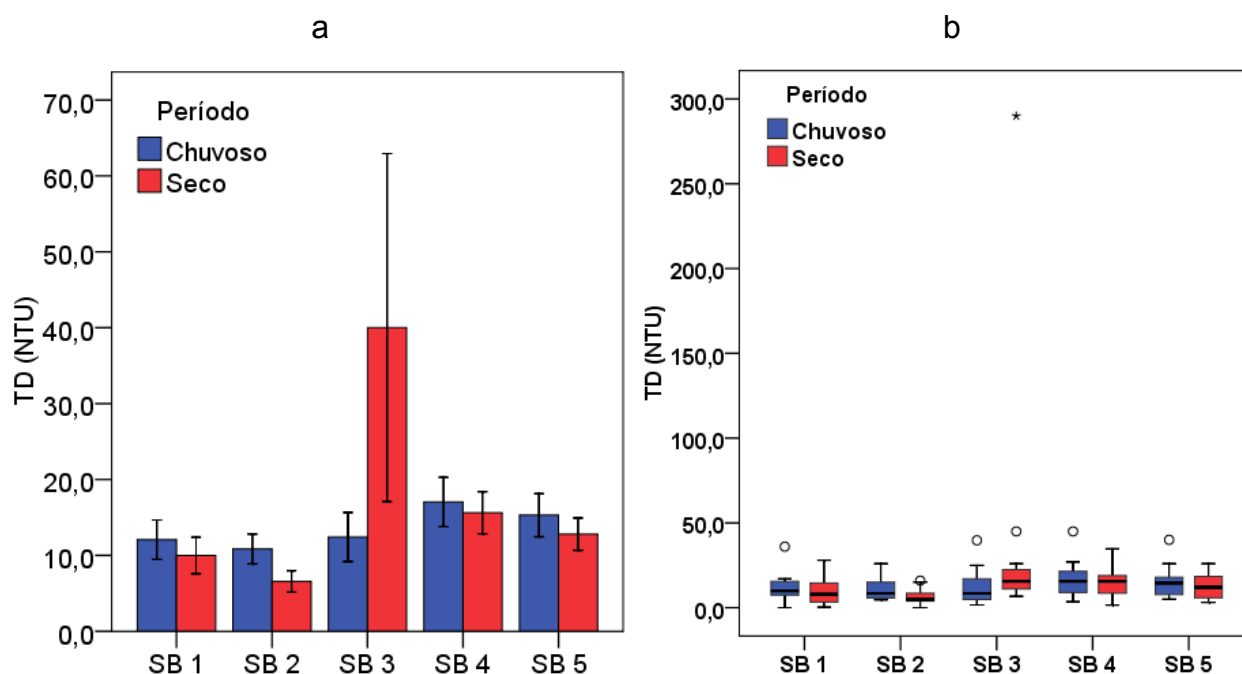 a
Período
Chuvoso
Seco
TD (NTU)
70,0
60,0
50,0
40,0
30,0
20,0
10,0
0,0
SB 1 SB 2 SB 3 SB 4 SB 5
b
Período
Chuvoso
Seco
TD (NTU)
300,0
250,0
200,0
150,0
100,0
50,0
0,0
SB 1 SB 2 SB 3 SB 4 SB 5